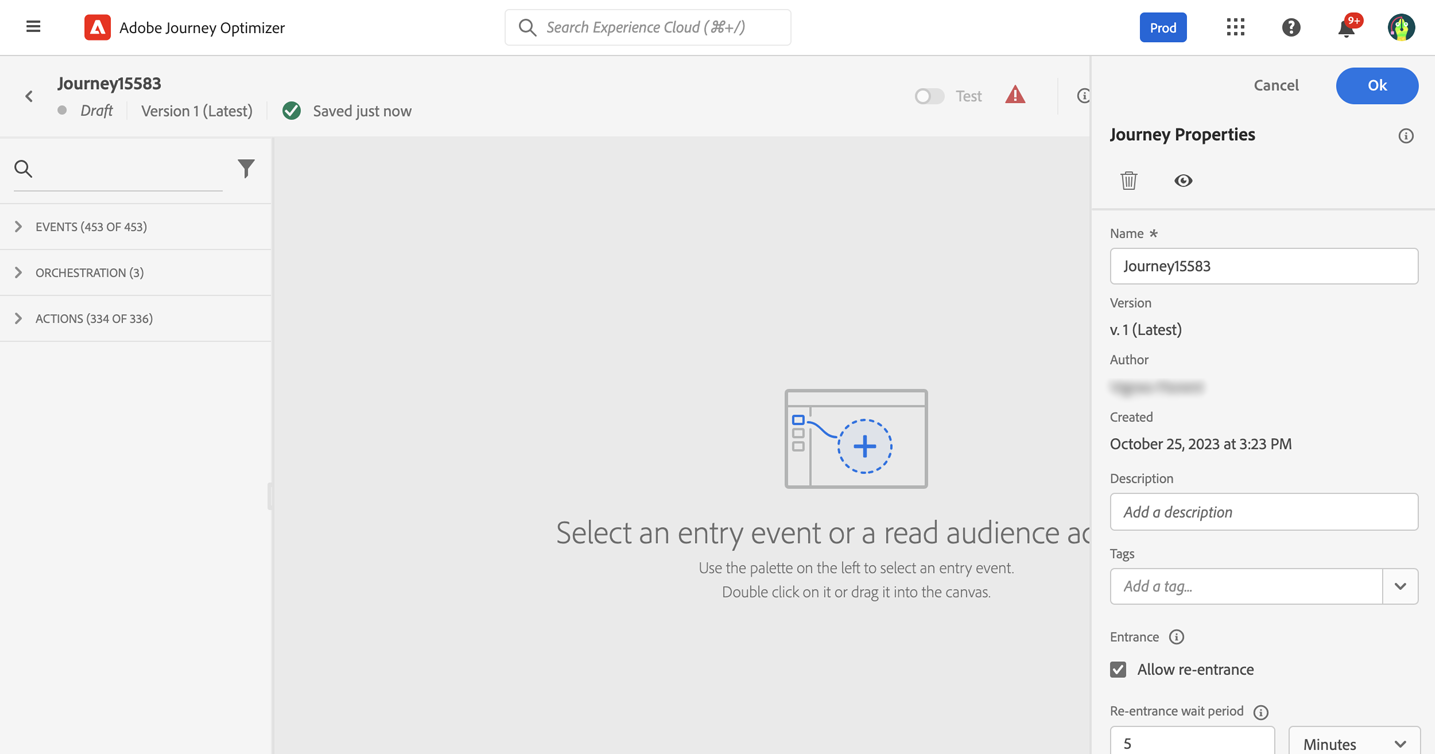 Adobe Journey Optimizer
Search Experience Cloud (⌘+/)
Prod
9+
Journey15583
Draft
Version 1 (Latest)
Saved just now
Test
Cancel
Ok
Journey Properties
EVENTS (453 OF 453)
ORCHESTRATION (3)
ACTIONS (334 OF 336)
Select an entry event or a read audience
Use the palette on the left to select an entry event.
Double click on it or drag it into the canvas.
Name *
Journey15583
Version
v. 1 (Latest)
Author
Created
October 25, 2023 at 3:23 PM
Description
Add a description
Tags
Add a tag...
Entrance
Allow re-entrance
Re-entrance wait period
5
Minutes